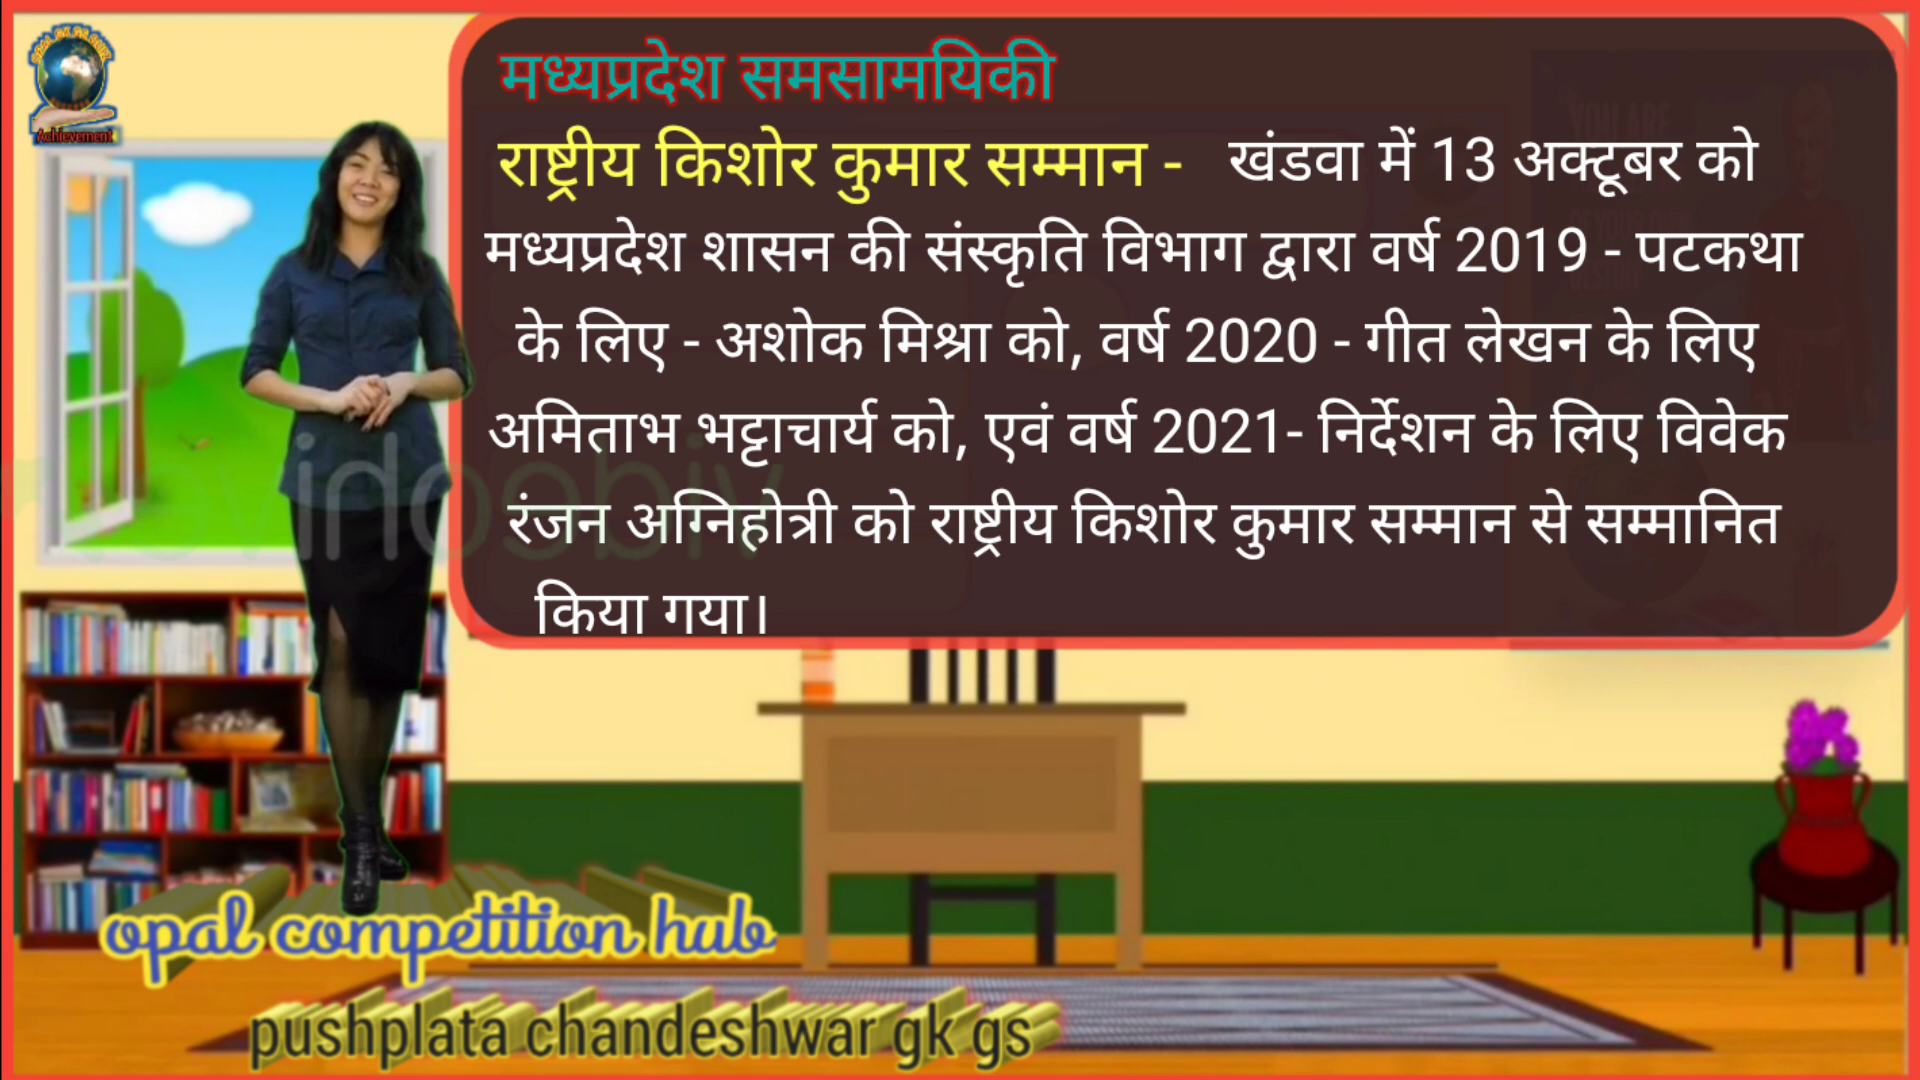 Achievement
मध्यप्रदेश समसामयिकी
राष्ट्रीय किशोर कुमार सम्मान - खंडवा में 13 अक्टूबर को
मध्यप्रदेश शासन की संस्कृति विभाग द्वारा वर्ष 2019 - पटकथा
के लिए - अशोक मिश्रा को, वर्ष 2020 - गीत लेखन के लिए
अमिताभ भट्टाचार्य को, एवं वर्ष 2021- निर्देशन के लिए विवेक
रंजन अग्निहोत्री को राष्ट्रीय किशोर कुमार सम्मान से सम्मानित
किया गया।
opal competition hub
pushplata chandeshwar gk gs